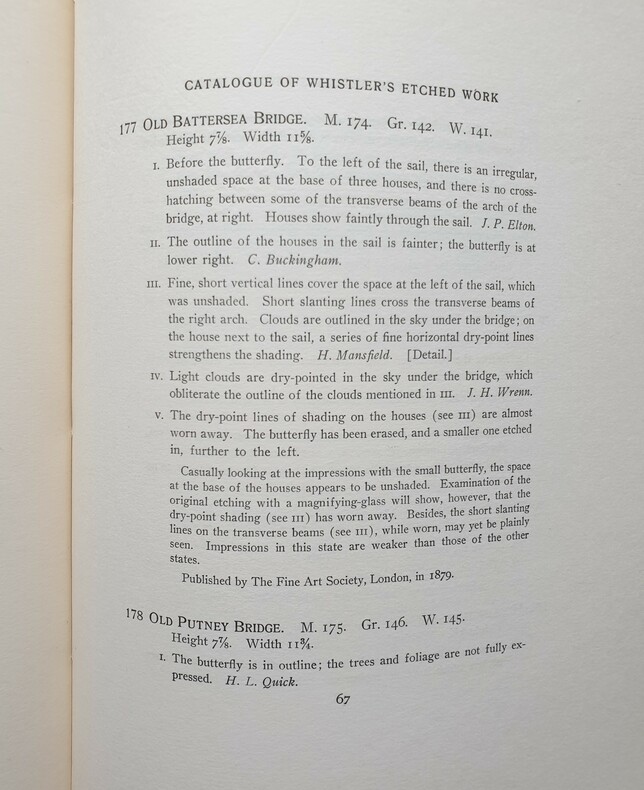 CATALOGUE OF WHISTLER'S ETCHED WORK
177 OLD BATTERSEA BRIDGE. M. 174. Gr. 142. W. 141.
Height 7⅞. Width 11⅝.
I. Before the butterfly. To the left of the sail, there is an irregular,
unshaded space at the base of three houses, and there is no cross-
hatching between some of the transverse beams of the arch of the
bridge, at right. Houses show faintly through the sail. J. P. Elton.
II. The outline of the houses in the sail is fainter; the butterfly is at
lower right. C. Buckingham.
III. Fine, short vertical lines cover the space at the left of the sail, which
was unshaded. Short slanting lines cross the transverse beams of
the right arch. Clouds are outlined in the sky under the bridge; on
the house next to the sail, a series of fine horizontal dry-point lines
strengthens the shading. H. Mansfield. [Detail.]
IV. Light clouds are dry-pointed in the sky under the bridge, which
obliterate the outline of the clouds mentioned in III. J. H. Wrenn.
V. The dry-point lines of shading on the houses (see III) are almost
worn away. The butterfly has been erased, and a smaller one etched
in, further to the left.
Casually looking at the impressions with the small butterfly, the space
at the base of the houses appears to be unshaded. Examination of the
original etching with a magnifying-glass will show, however, that the
dry-point shading (see III) has worn away. Besides, the short slanting
lines on the transverse beams (see III), while worn, may yet be plainly
seen. Impressions in this state are weaker than those of the other
states.
Published by The Fine Art Society, London, in 1879.
178 OLD PUTNEY BRIDGE. M. 175. Gr. 146. W. 145.
Height 7⅞. Width 11¾.
I. The butterfly is in outline; the trees and foliage are not fully ex-
pressed. H. L. Quick.
67